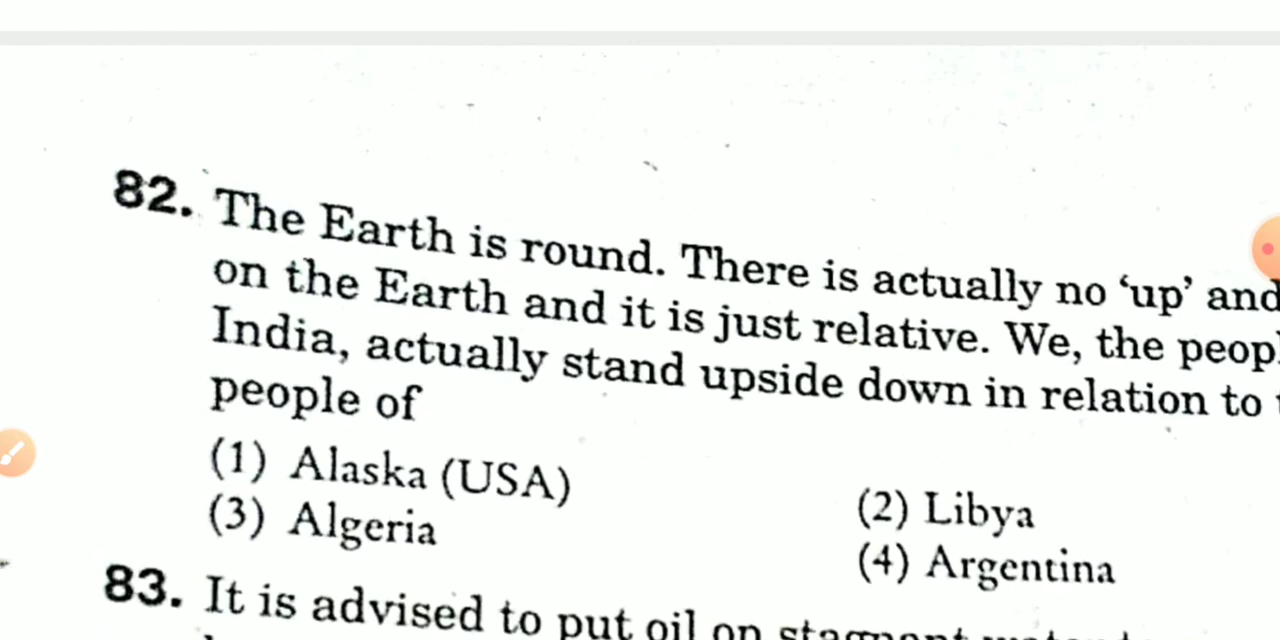 82. The Earth is round. There is actually no ‘up’ and
on the Earth and it is just relative. We, the peopl
India, actually stand upside down in relation to
people of
(1) Alaska (USA)
(2) Libya
(3) Algeria
(4) Argentina
83. It is advised to put oil on stagnant